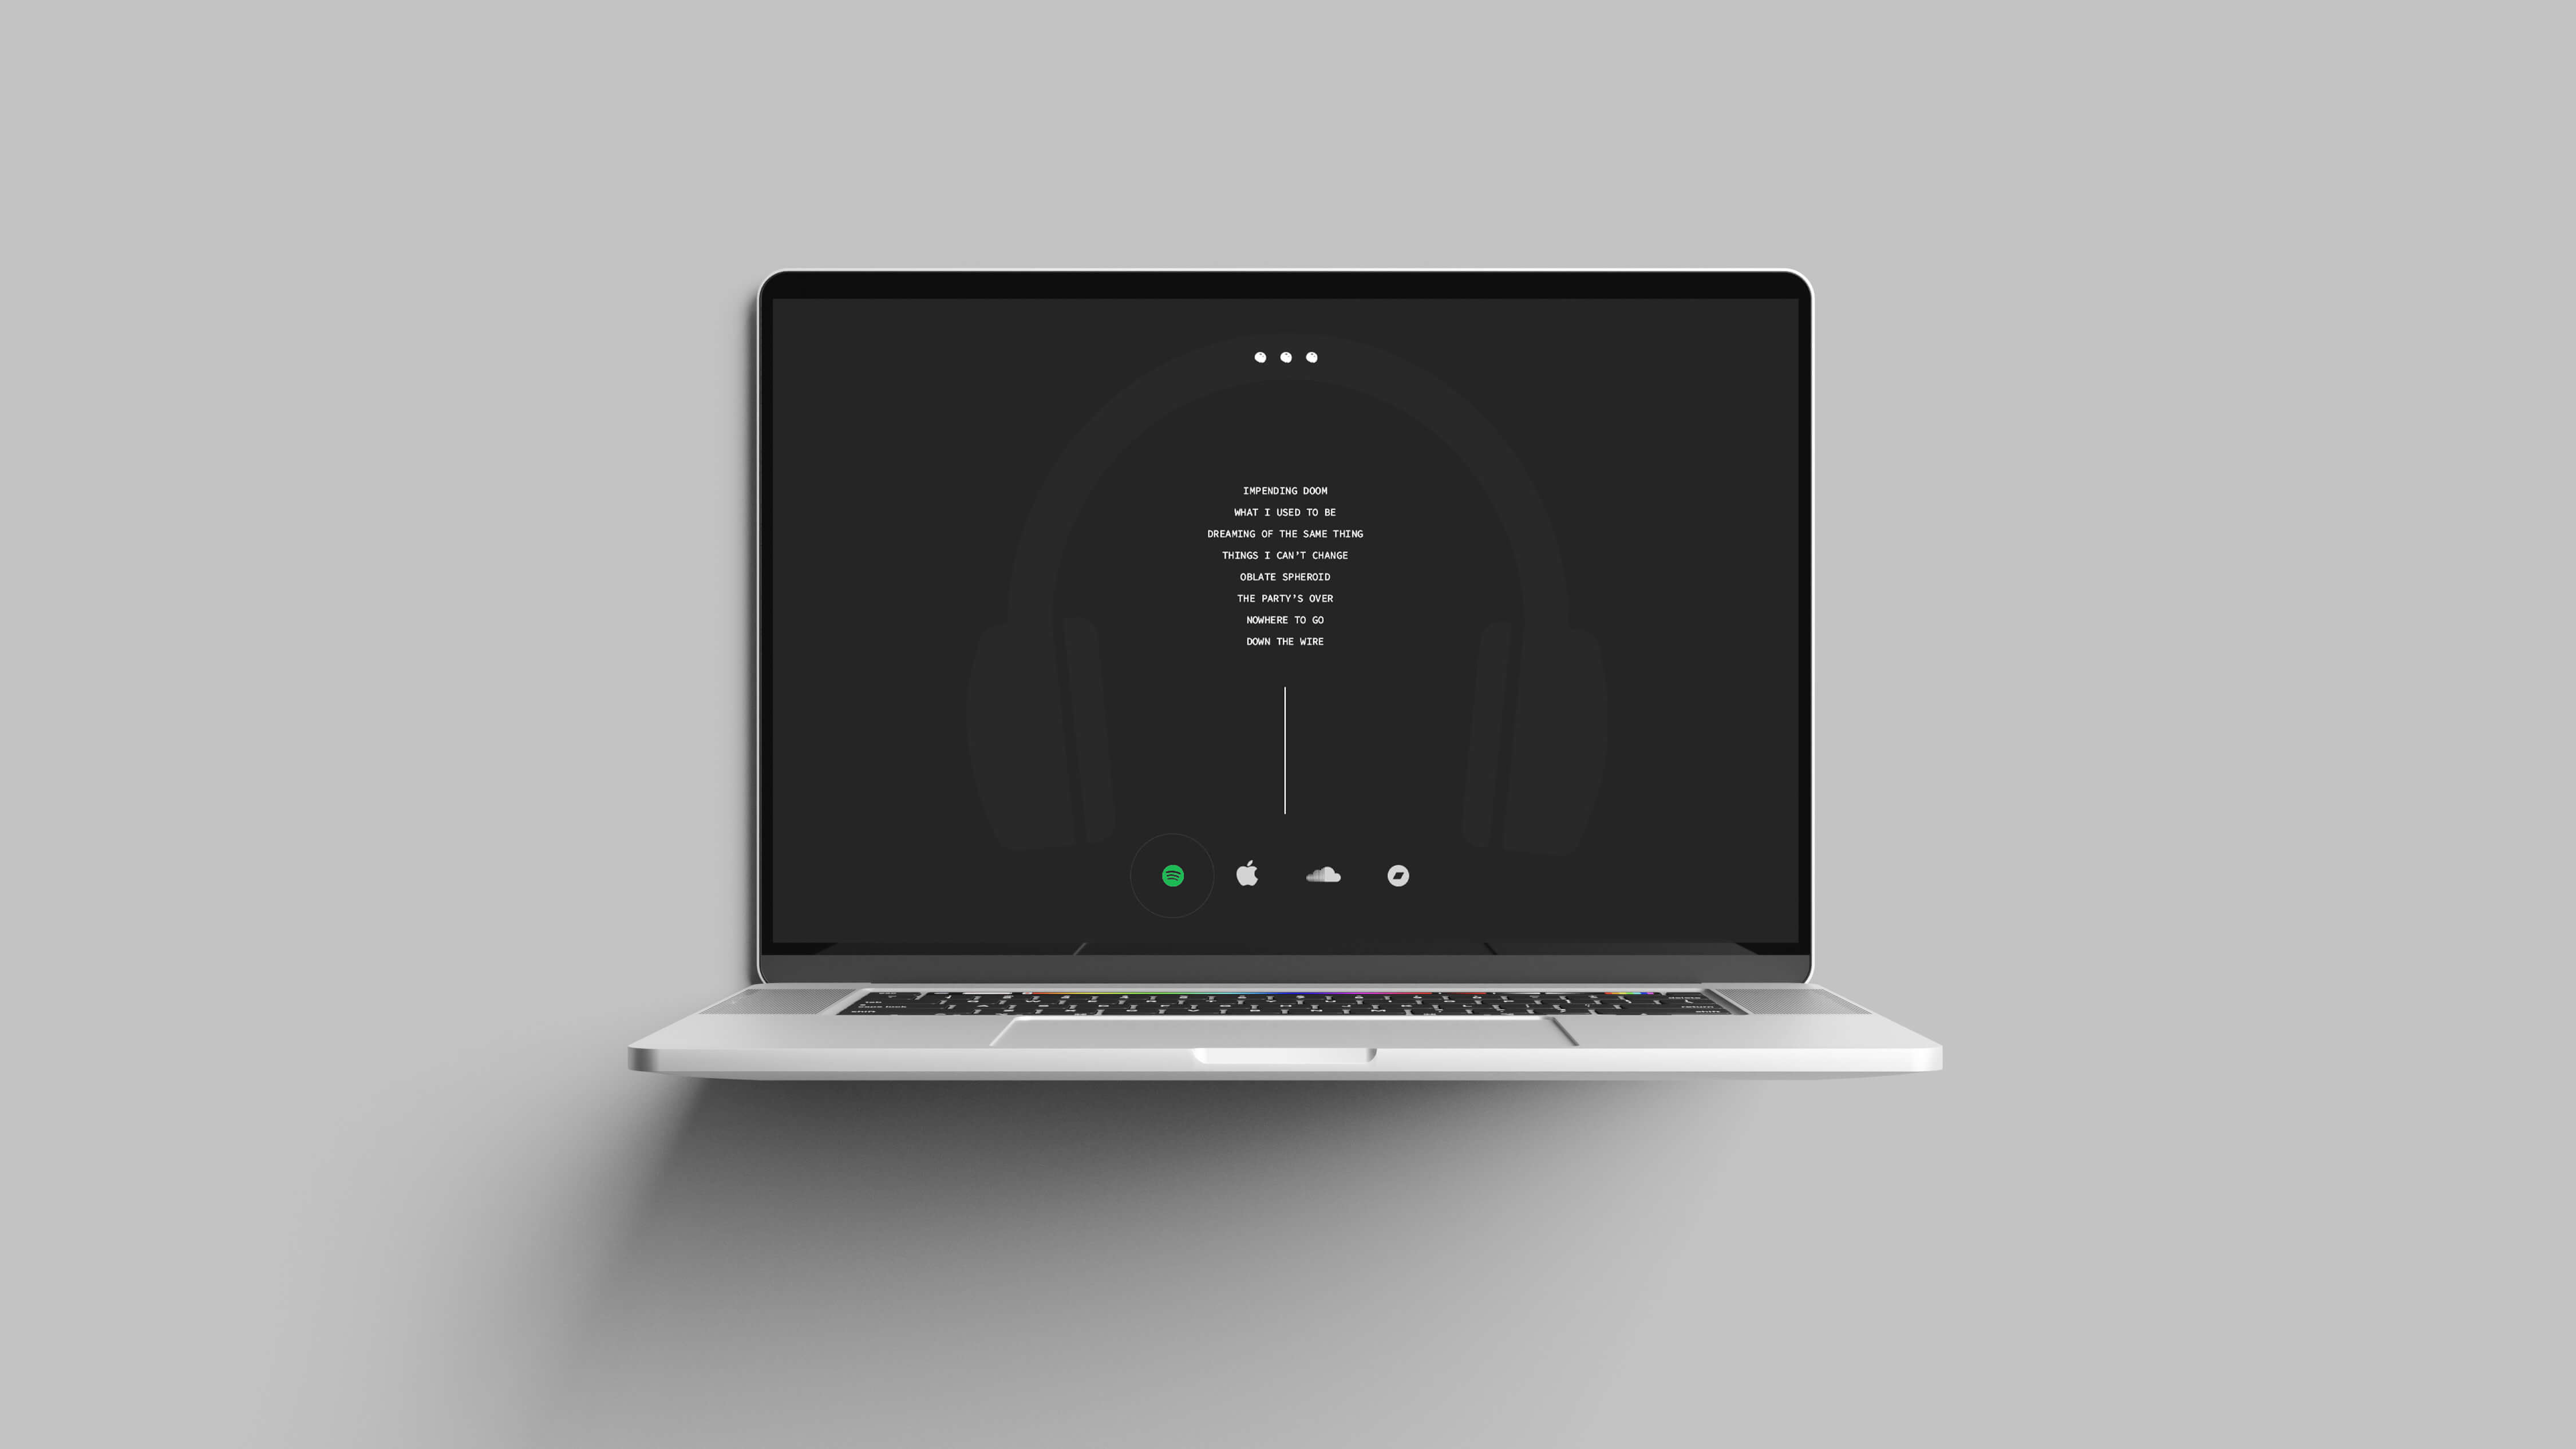 IMPENDING DOOM
WHAT I USED TO BE
DREAMING OF THE SAME THING
THINGS I CAN'T CHANGE
OBLATE SPHEROID
THE PARTY'S OVER
NOWHERE TO GO
DOWN THE WIRE